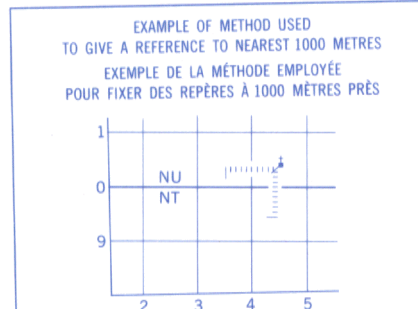 EXAMPLE OF METHOD USED
TO GIVE A REFERENCE TO NEAREST 1000 METRES
EXEMPLE DE LA MÉTHODE EMPLOYÉE
POUR FIXER DES REPÈRES À 1000 MÈTRES PRÈS
1
NU
0
NT
9
2 3 4 5